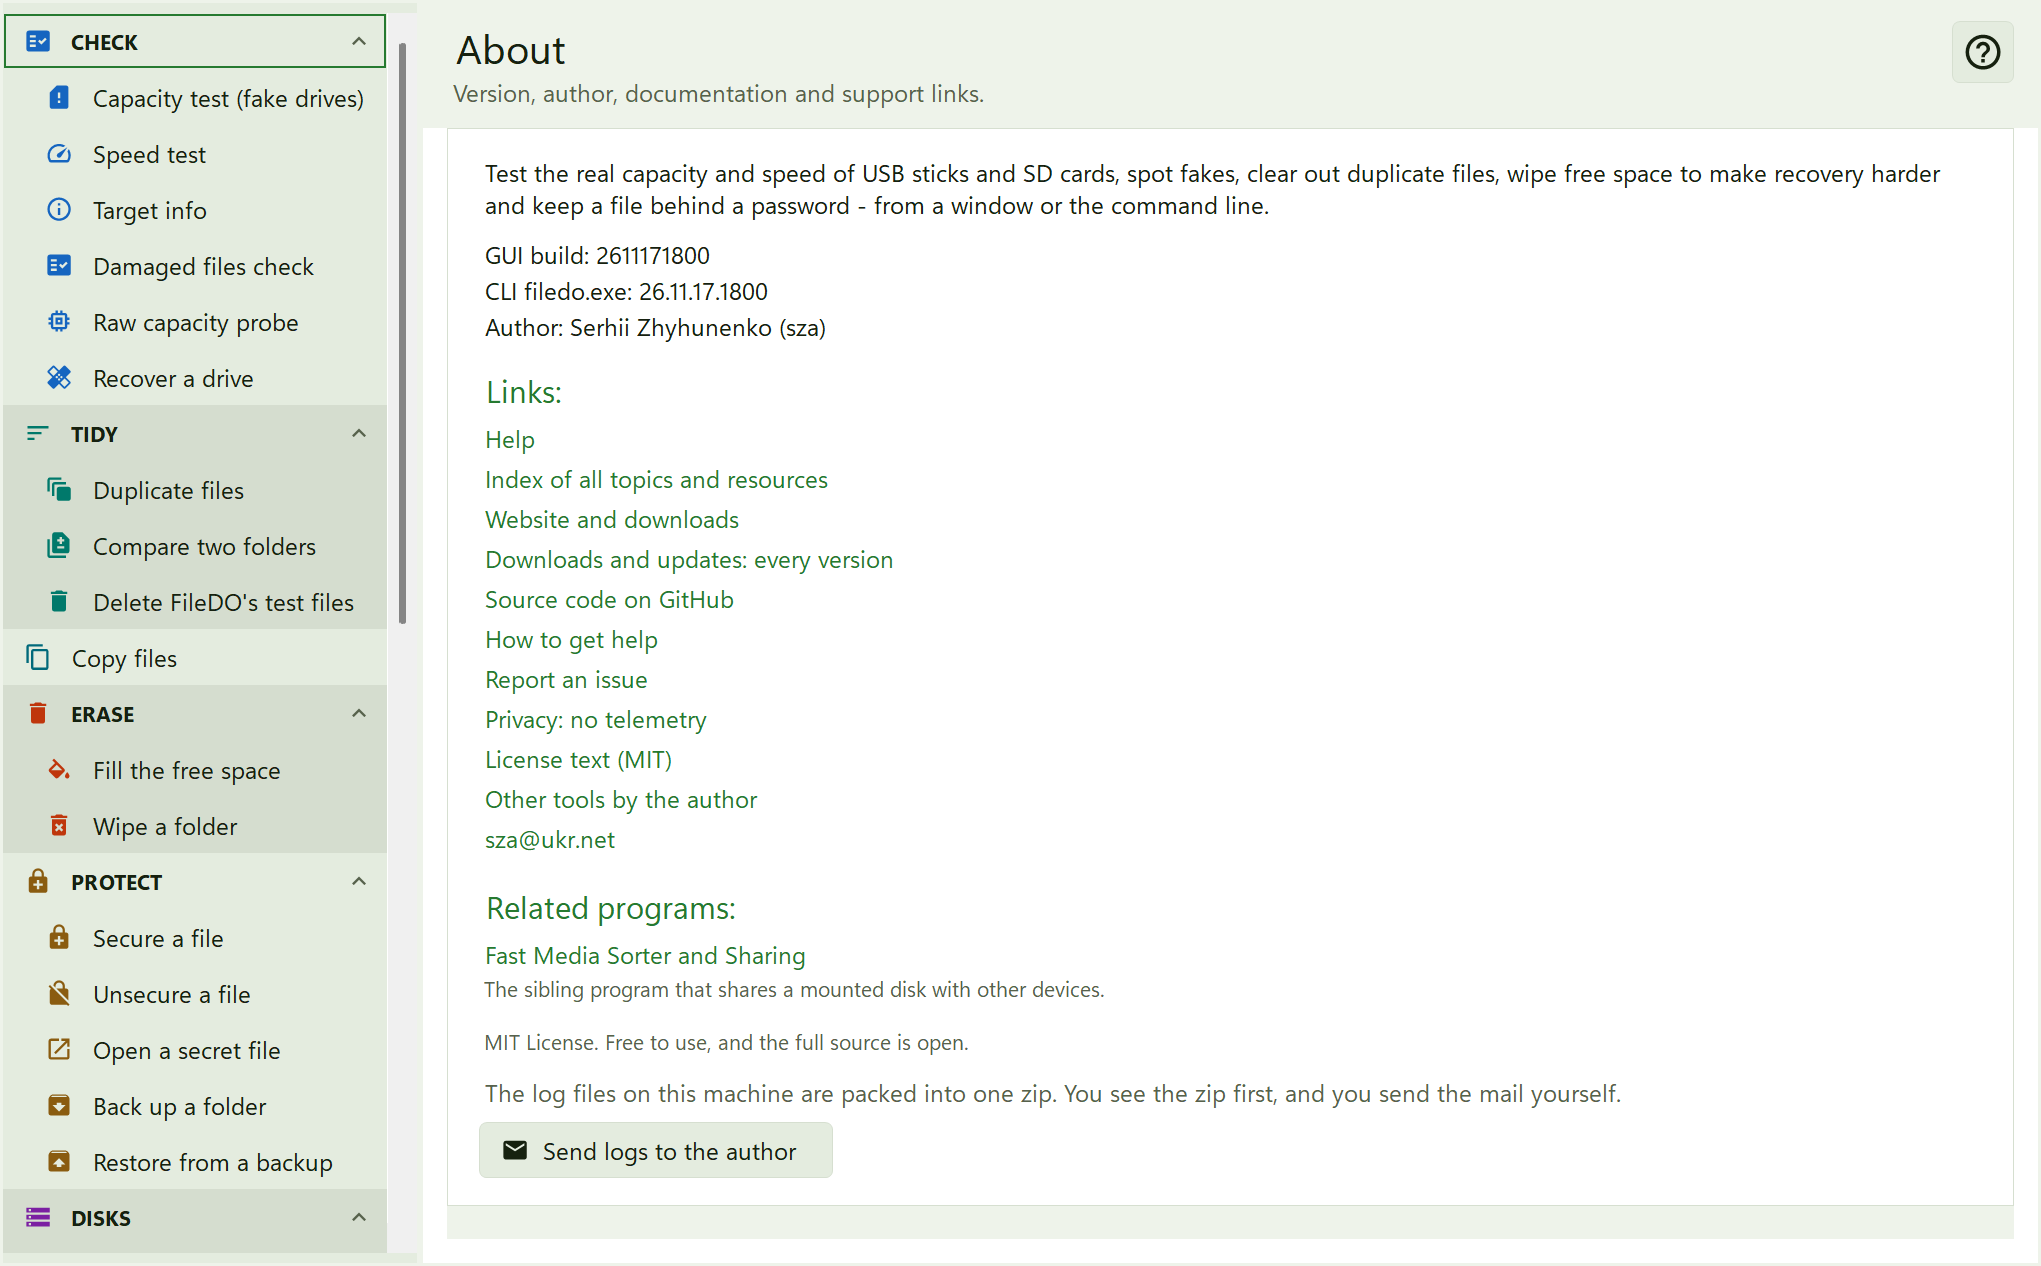 CHECK
Capacity test (fake drives)
Speed test
Target info
Damaged files check
Raw capacity probe
Recover a drive
TIDY
Duplicate files
Compare two folders
Delete FileDO's test files
Copy files
ERASE
Fill the free space
Wipe a folder
PROTECT
Secure a file
Unsecure a file
Open a secret file
Back up a folder
Restore from a backup
DISKS
About
Version, author, documentation and support links.
Test the real capacity and speed of USB sticks and SD cards, spot fakes, clear out duplicate files, wipe free space to make recovery harder
and keep a file behind a password - from a window or the command line.
GUI build: 2611171800
CLI filedo.exe: 26.11.17.1800
Author: Serhii Zhyhunenko (sza)
Links:
Help
Index of all topics and resources
Website and downloads
Downloads and updates: every version
Source code on GitHub
How to get help
Report an issue
Privacy: no telemetry
License text (MIT)
Other tools by the author
sza@ukr.net
Related programs:
Fast Media Sorter and Sharing
The sibling program that shares a mounted disk with other devices.
MIT License. Free to use, and the full source is open.
The log files on this machine are packed into one zip. You see the zip first, and you send the mail yourself.
Send logs to the author